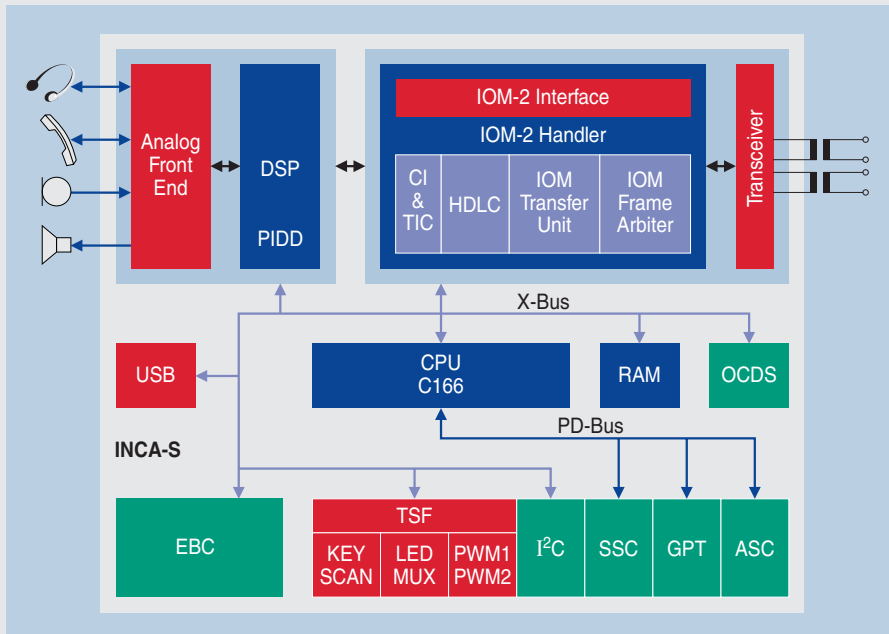 IOM-2 Interface
IOM-2 Handler
Analog
Front
End
DSP
PIDD
CI
&
TIC
HDLC
IOM
Transfer
Unit
IOM
Frame
Arbiter
Transceiver
X-Bus
USB
CPU
C166
RAM
OCDS
PD-Bus
INCA-S
EBC
TSF
KEY
SCAN
LED
MUX
PWM1
PWM2
I²C
SSC
GPT
ASC